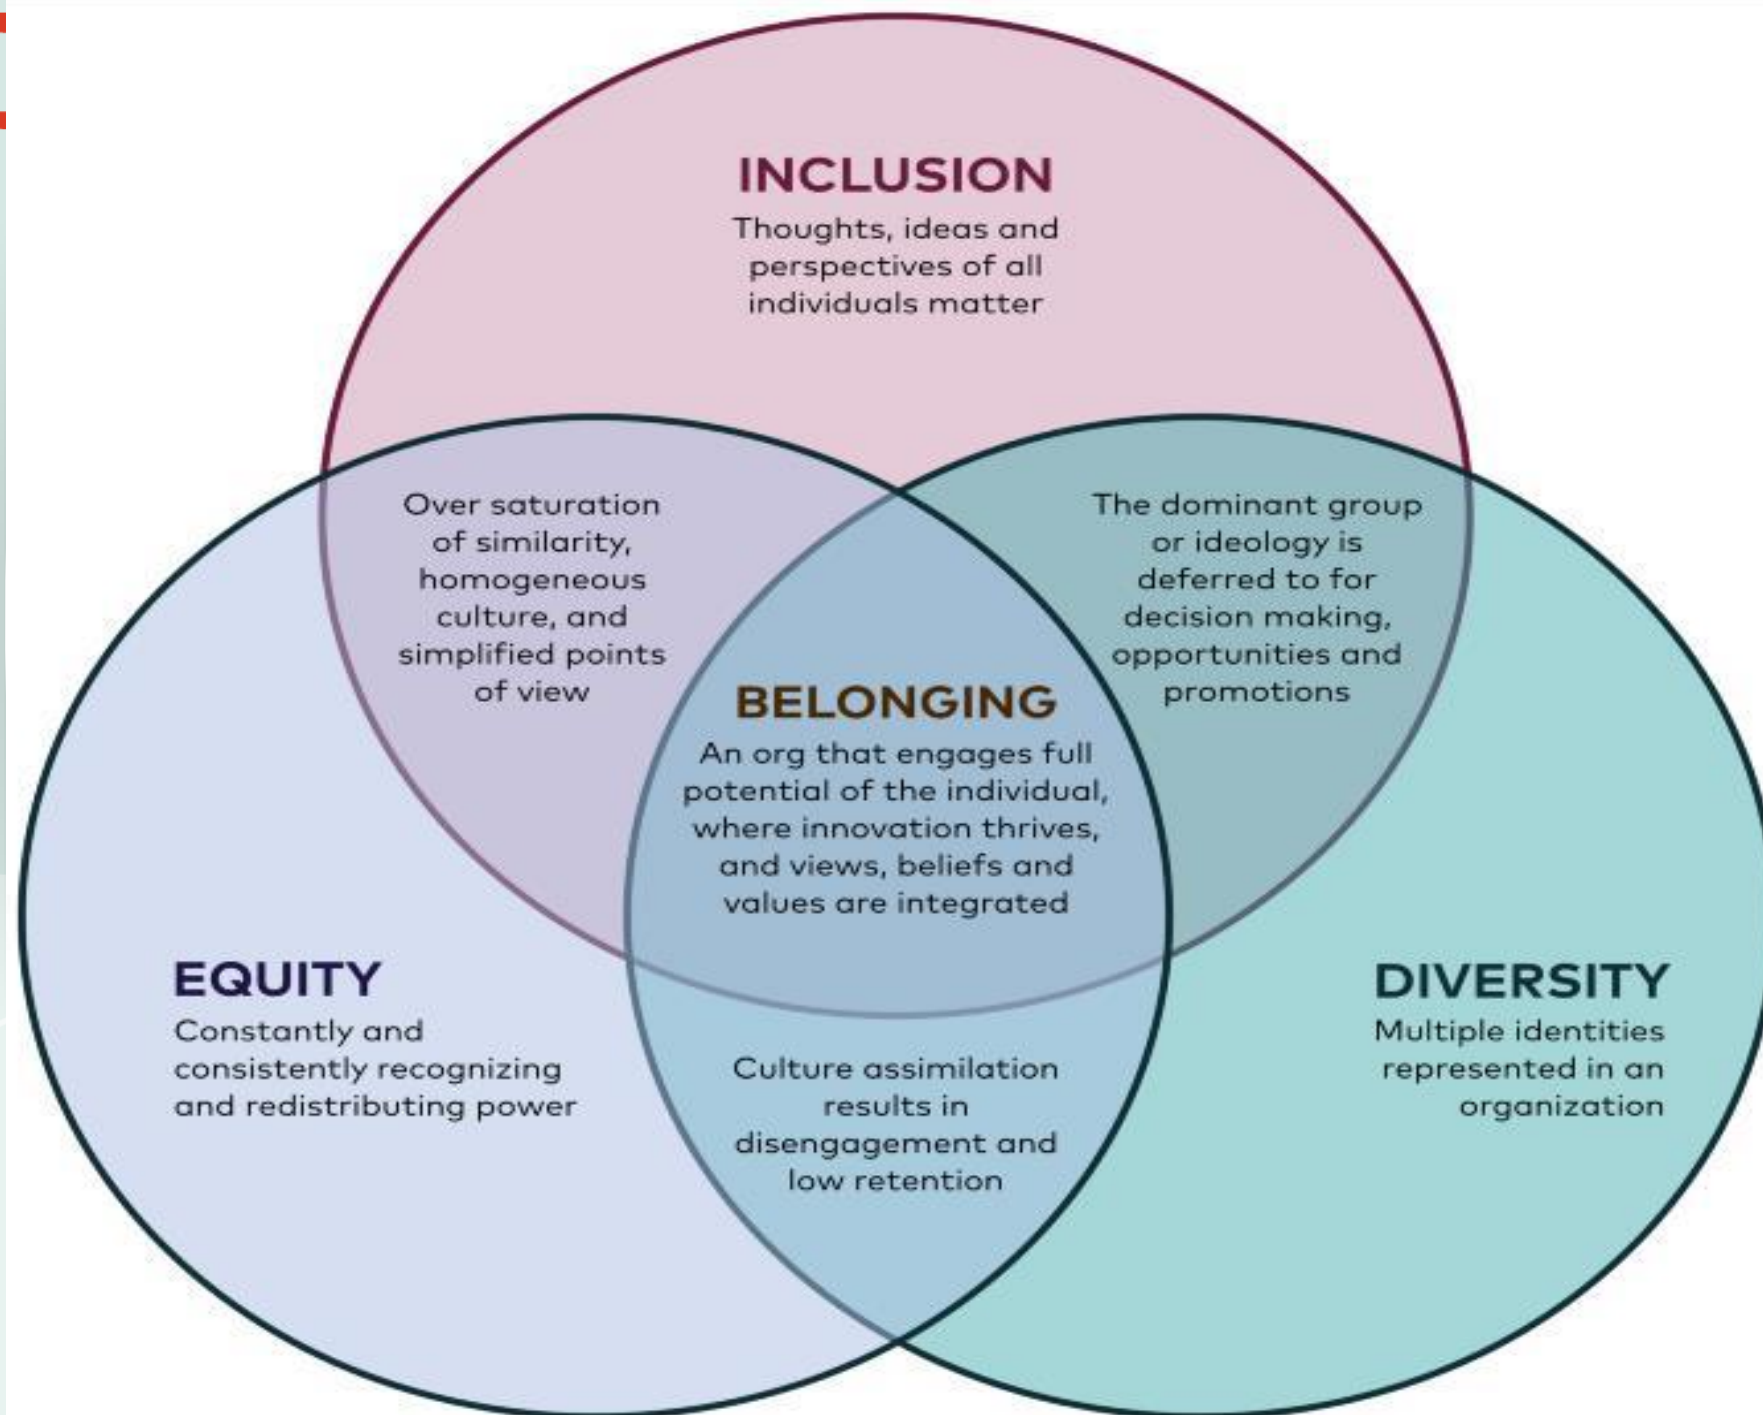 INCLUSION
Thoughts, ideas and
perspectives of all
individuals matter
Over saturation
of similarity,
homogeneous
culture, and
simplified points
of view
The dominant group
or ideology is
deferred to for
decision making,
opportunities and
promotions
BELONGING
An org that engages full
potential of the individual,
where innovation thrives,
and views, beliefs and
values are integrated
EQUITY
Constantly and
consistently recognizing
and redistributing power
DIVERSITY
Multiple identities
represented in an
organization
Culture assimilation
results in
disengagement and
low retention